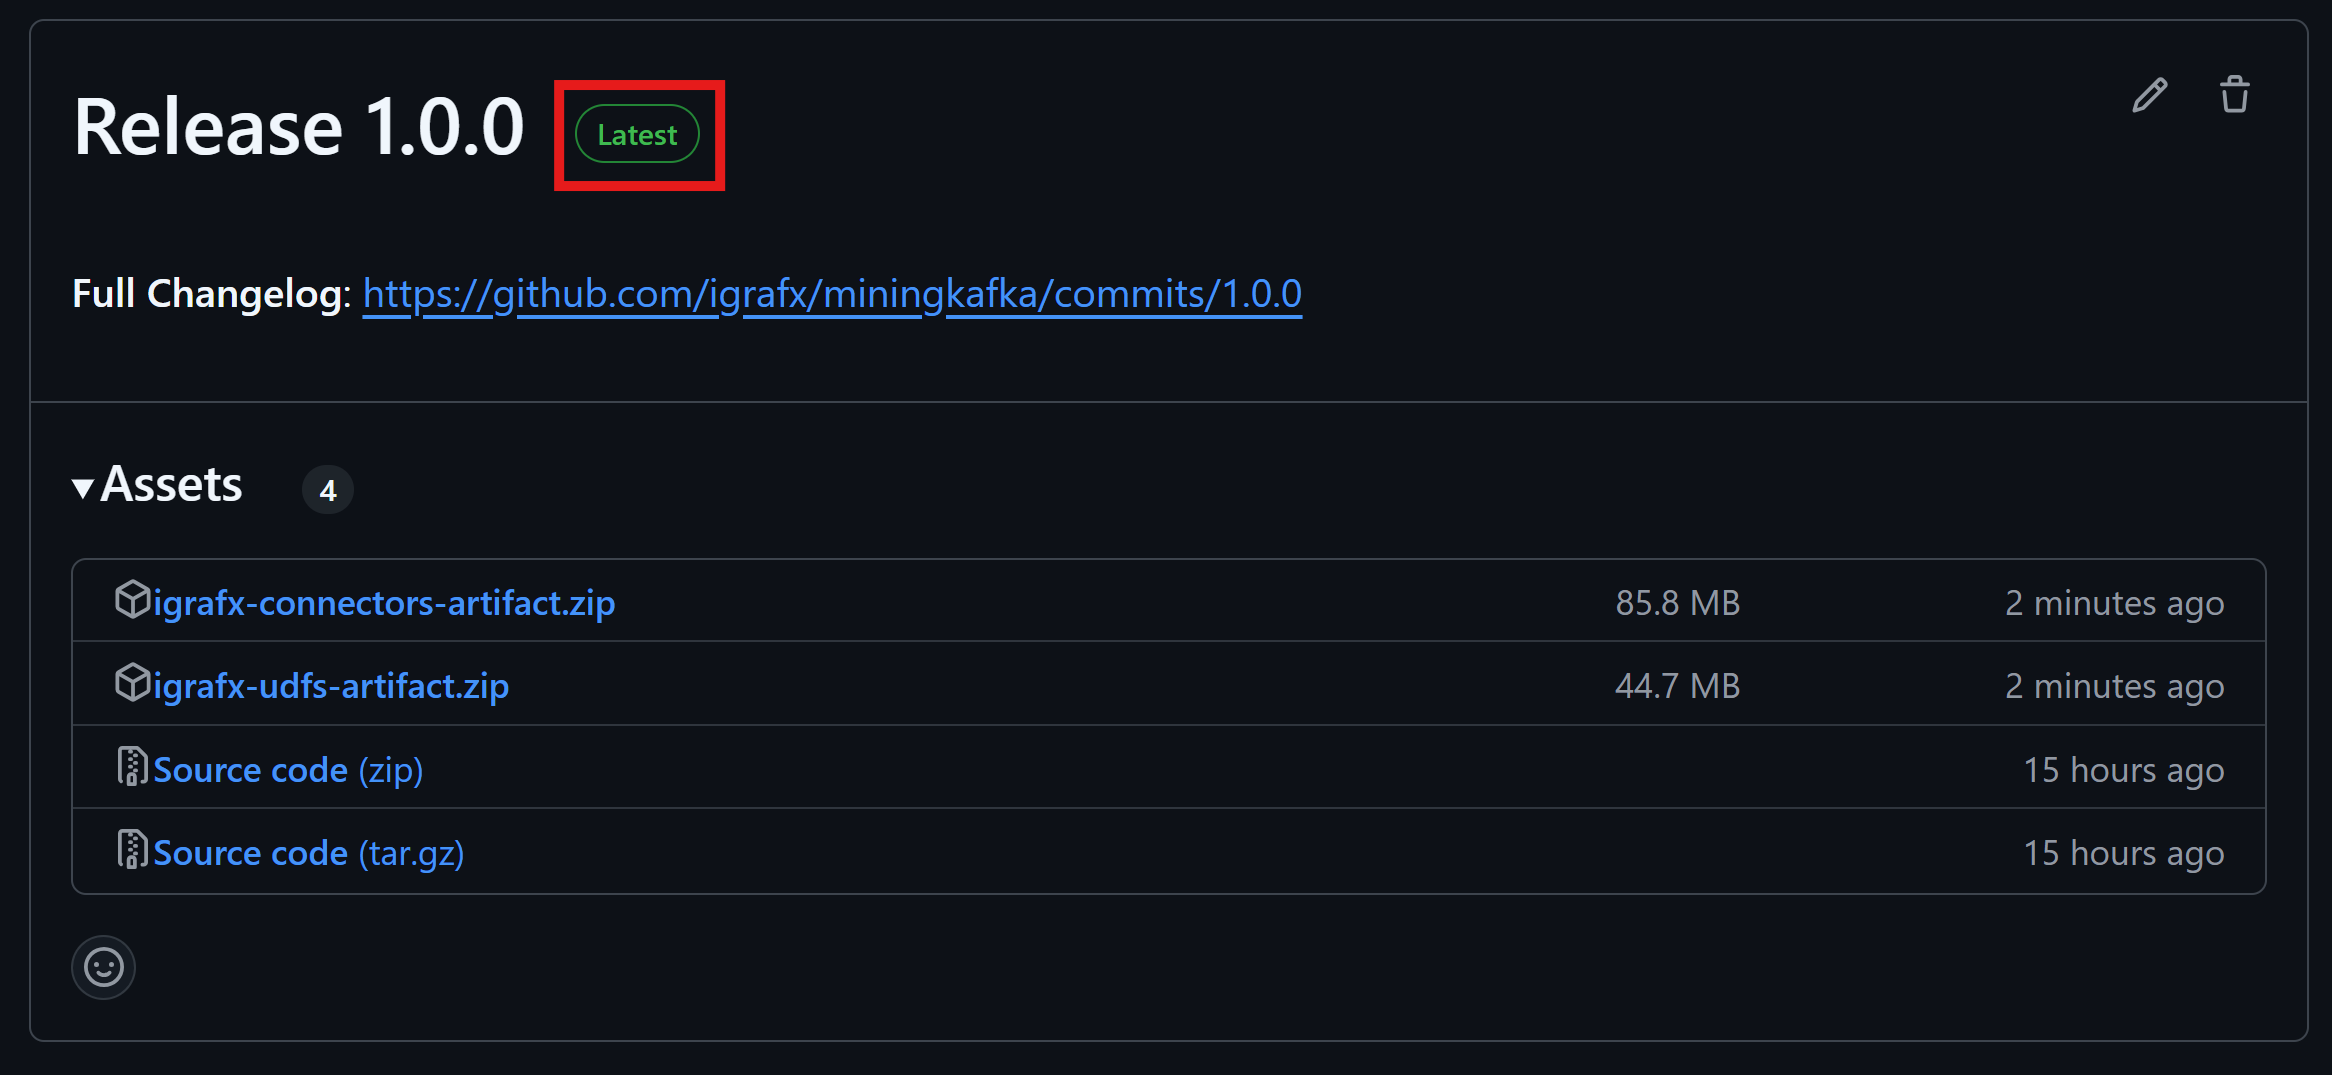 Release 1.0.0 Latest
Full Changelog: https://github.com/igrafx/miningkafka/commits/1.0.0
Assets 4
igrafx-connectors-artifact.zip 85.8 MB 2 minutes ago
igrafx-udfs-artifact.zip 44.7 MB 2 minutes ago
Source code (zip) 15 hours ago
Source code (tar.gz) 15 hours ago